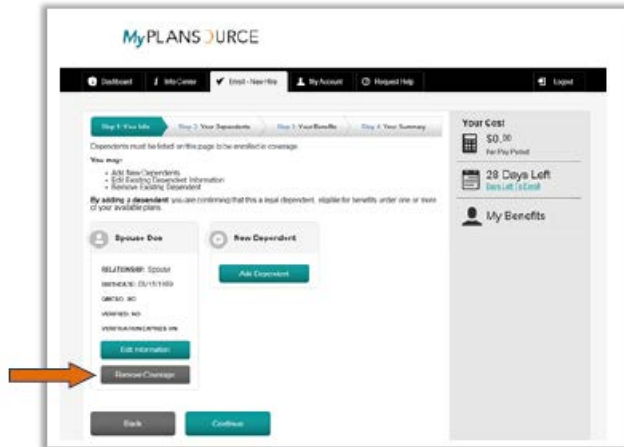 MyPLANSOURCE
Dashboard Info Center Enroll - New Hire My Account Request Help Logout
Step 1: Your Info Step 2: Your Dependents Step 3: Your Benefits Step 4: Your Summary
Dependents must be listed on this page to be enrolled in coverage.
You may:
Add New Dependents
Edit Existing Dependent Information
Remove Existing Dependent
By adding a dependent you are confirming that this a legal dependent, eligible for benefits under one or more
of your available plans.
Spouse Doe
RELATIONSHIP: Spouse
BIRTHDATE:
VERIFIED: NO
Edit Information
Remove Coverage
New Dependent
Add Dependent
Back Continue
Your Cost
$0.00
Per Pay Period
28 Days Left
Days Left To Enroll
My Benefits